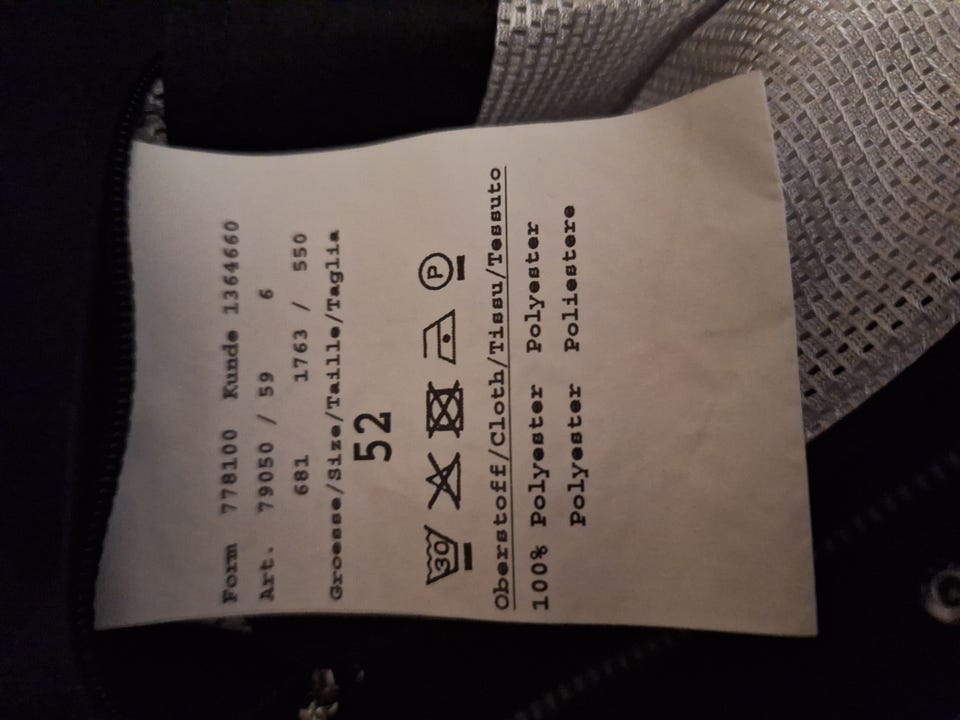 Form 778100 Kunde 1364660
Art. 79050 / 59 6
681 1763 / 550
Groesse/Size/Taille/Taglia
52
30 P
Oberstoff/Cloth/Tissu/Tessuto
100% Polyester Polyester
Polyester Poliestere